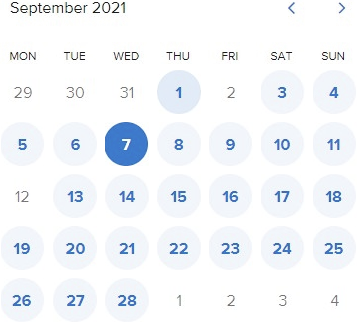 September 2021
MON TUE WED THU FRI SAT SUN
29 30 31 1 2 3 4
5 6 7 8 9 10 11
12 13 14 15 16 17 18
19 20 21 22 23 24 25
26 27 28 1 2 3 4